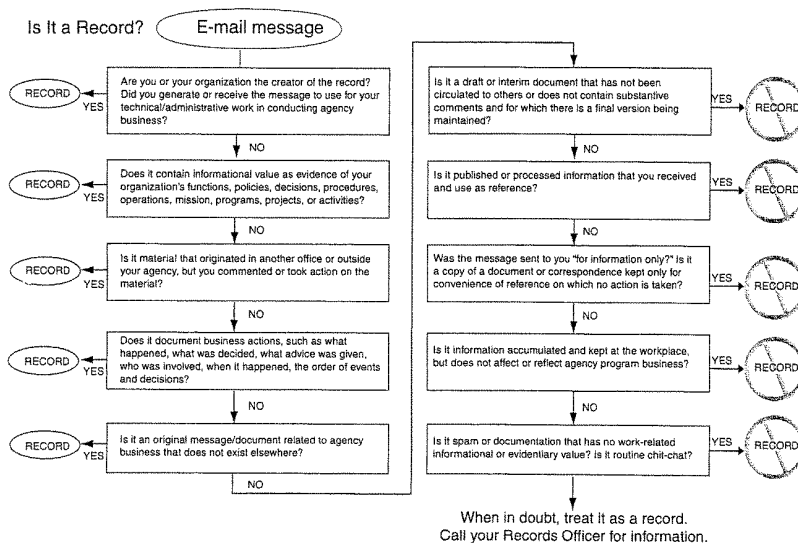 Is It a Record?
E-mail message
RECORD
YES
Are you or your organization the creator of the record?
Did you generate or receive the message to use for your
technical/administrative work in conducting agency
business?
NO
RECORD
YES
Does it contain informational value as evidence of your
organization's functions, policies, decisions, procedures,
operations, mission, programs, projects, or activities?
NO
RECORD
YES
Is it material that originated in another office or outside
your agency, but you commented or took action on the
material?
NO
RECORD
YES
Does it document business actions, such as what
happened, what was decided, what advice was given,
who was involved, when it happened, the order of events
and decisions?
NO
RECORD
YES
Is it an original message/document related to agency
business that does not exist elsewhere?
NO
Is it a draft or interim document that has not been
circulated to others or does not contain substantive
comments and for which there is a final version being
maintained?
YES
RECORD
NO
Is it published or processed information that you received
and use as reference?
YES
RECORD
NO
Was the message sent to you "for information only?" Is it
a copy of a document or correspondence kept only for
convenience of reference on which no action is taken?
YES
RECORD
NO
Is it information accumulated and kept at the workplace,
but does not affect or reflect agency program business?
YES
RECORD
NO
Is it spam or documentation that has no work-related
informational or evidentiary value? Is it routine chit-chat?
YES
RECORD
When in doubt, treat it as a record.
Call your Records Officer for information.